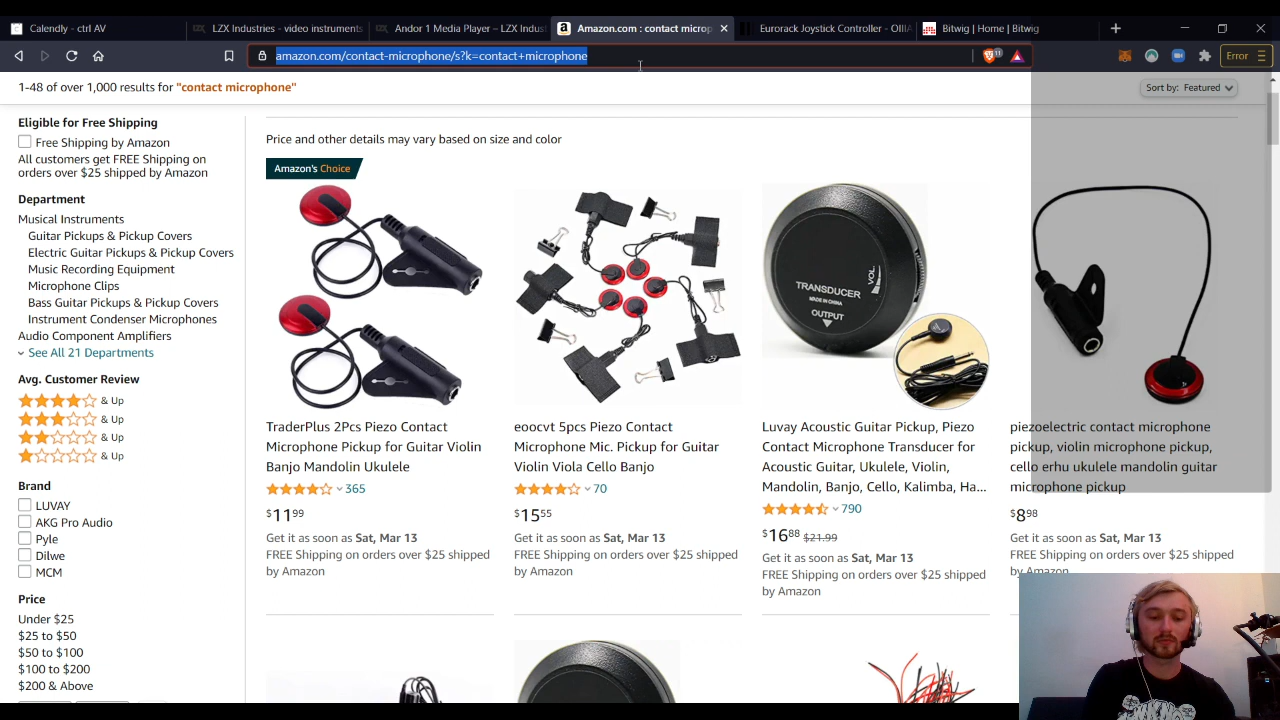 Calendly - ctrl AV
LZX Industries - video instruments
Andor 1 Media Player – LZX Indust
Amazon.com : contact microp
Eurorack Joystick Controller - OIIA
Bitwig | Home | Bitwig
amazon.com/contact-microphone/s?k=contact+microphone
11
Error
1-48 of over 1,000 results for "contact microphone"
Sort by: Featured
Eligible for Free Shipping
Free Shipping by Amazon
All customers get FREE Shipping on
orders over $25 shipped by Amazon
Department
Musical Instruments
Guitar Pickups & Pickup Covers
Electric Guitar Pickups & Pickup Covers
Music Recording Equipment
Microphone Clips
Bass Guitar Pickups & Pickup Covers
Instrument Condenser Microphones
Audio Component Amplifiers
See All 21 Departments
Avg. Customer Review
& Up
& Up
& Up
& Up
Brand
LUVAY
AKG Pro Audio
Pyle
Dilwe
MCM
Price
Under $25
$25 to $50
$50 to $100
$100 to $200
$200 & Above
Price and other details may vary based on size and color
Amazon's Choice
TraderPlus 2Pcs Piezo Contact
Microphone Pickup for Guitar Violin
Banjo Mandolin Ukulele
365
$11.99
Get it as soon as Sat, Mar 13
FREE Shipping on orders over $25 shipped
by Amazon
eoocvt 5pcs Piezo Contact
Microphone Mic. Pickup for Guitar
Violin Viola Cello Banjo
70
$15.55
Get it as soon as Sat, Mar 13
FREE Shipping on orders over $25 shipped
by Amazon
TRANSDUCER
MADE IN CHINA
OUTPUT
VOL.
Luvay Acoustic Guitar Pickup, Piezo
Contact Microphone Transducer for
Acoustic Guitar, Ukulele, Violin,
Mandolin, Banjo, Cello, Kalimba, Ha...
790
$16.88 $21.99
Get it as soon as Sat, Mar 13
FREE Shipping on orders over $25 shipped
by Amazon
piezoelectric contact microphone
pickup, violin microphone pickup,
cello erhu ukulele mandolin guitar
microphone pickup
$8.98
Get it as soon as Sat, Mar 13
FREE Shipping on orders over $25 shipped
by Amazon